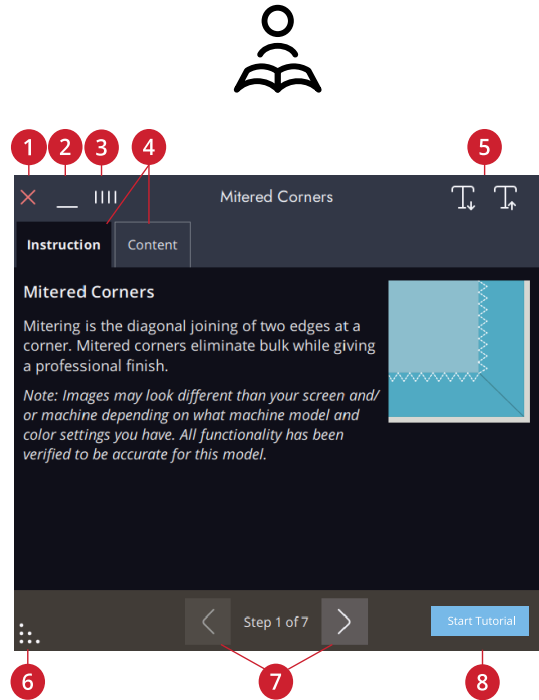 1 2 3 4 5
Mitered Corners
Instruction Content
Mitered Corners
Mitering is the diagonal joining of two edges at a
corner. Mitered corners eliminate bulk while giving
a professional finish.
Note: Images may look different than your screen and/
or machine depending on what machine model and
color settings you have. All functionality has been
verified to be accurate for this model.
Step 1 of 7
Start Tutorial
6 7 8